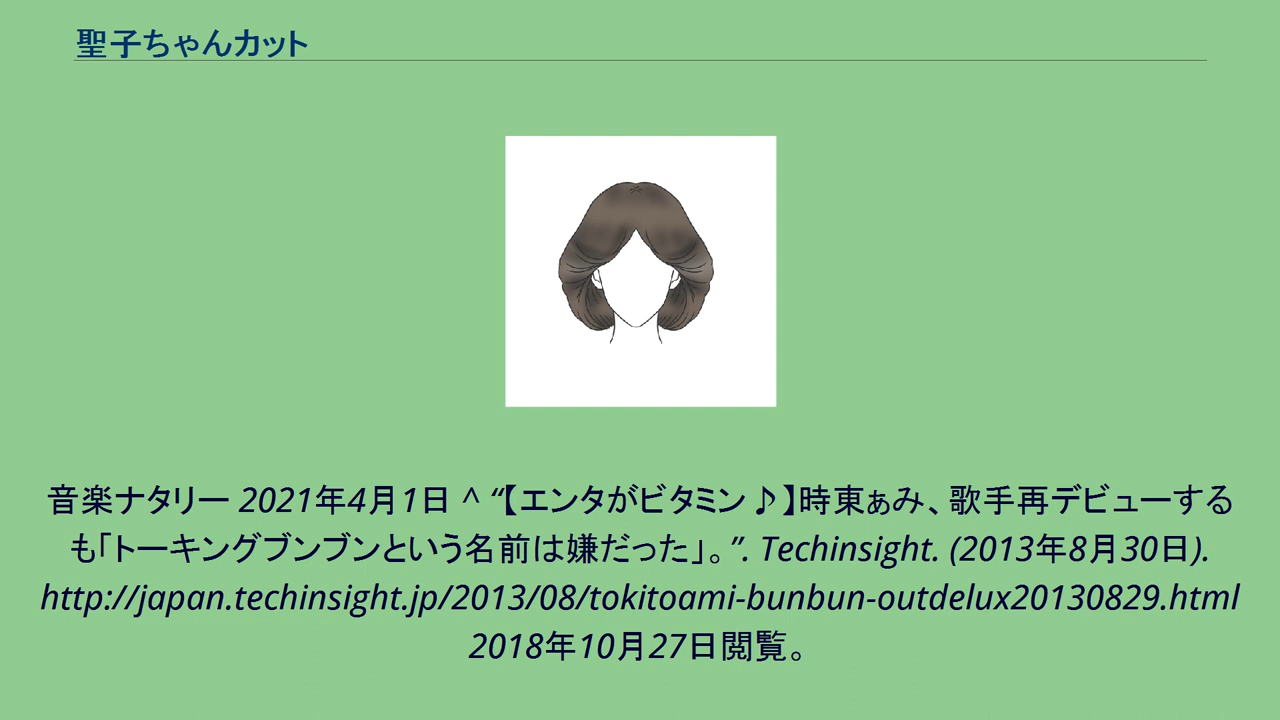 聖子ちゃんカット
音楽ナタリー 2021年4月1日 ^ “【エンタがビタミン♪】時東ぁみ、歌手再デビューする
も「トーキングブンブンという名前は嫌だった」。”. Techinsight. (2013年8月30日).
http://japan.techinsight.jp/2013/08/tokitoami-bunbun-outdelux20130829.html
2018年10月27日閲覧。